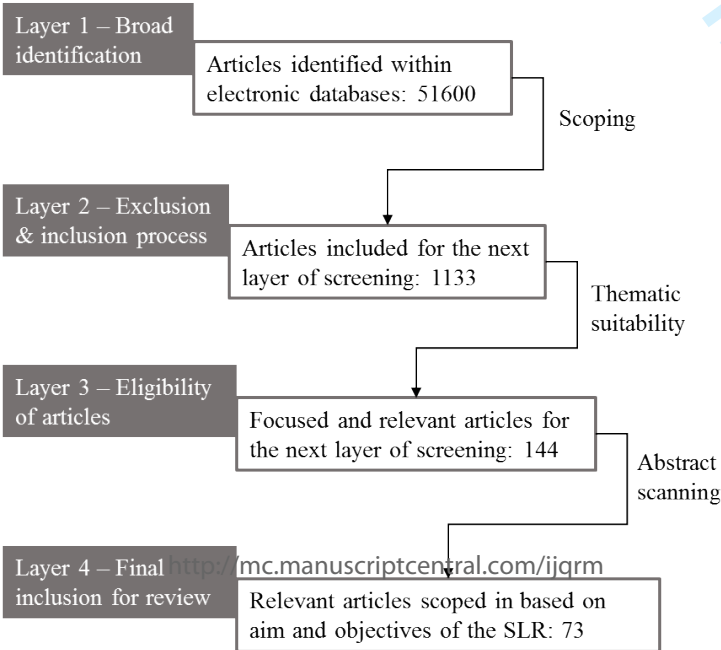 Layer 1 – Broad
identification
Articles identified within
electronic databases: 51600
Scoping
Layer 2 – Exclusion
& inclusion process
Articles included for the next
layer of screening: 1133
Thematic
suitability
Layer 3 – Eligibility
of articles
Focused and relevant articles for
the next layer of screening: 144
Abstract
scanning
Layer 4 – Final
inclusion for review
http://mc.manuscriptcentral.com/ijqrm
Relevant articles scoped in based on
aim and objectives of the SLR: 73